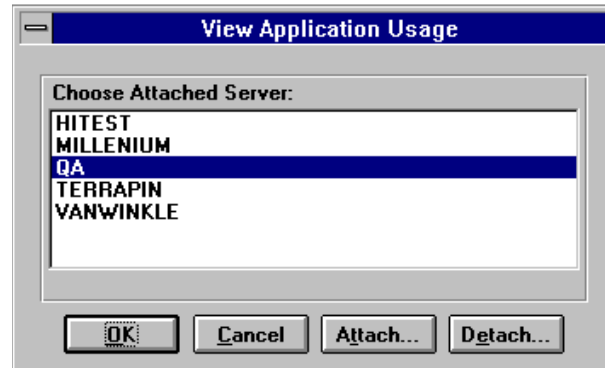 View Application Usage
Choose Attached Server:
HITEST
MILLENIUM
QA
TERRAPIN
VANWINKLE
OK Cancel Attach... Detach...